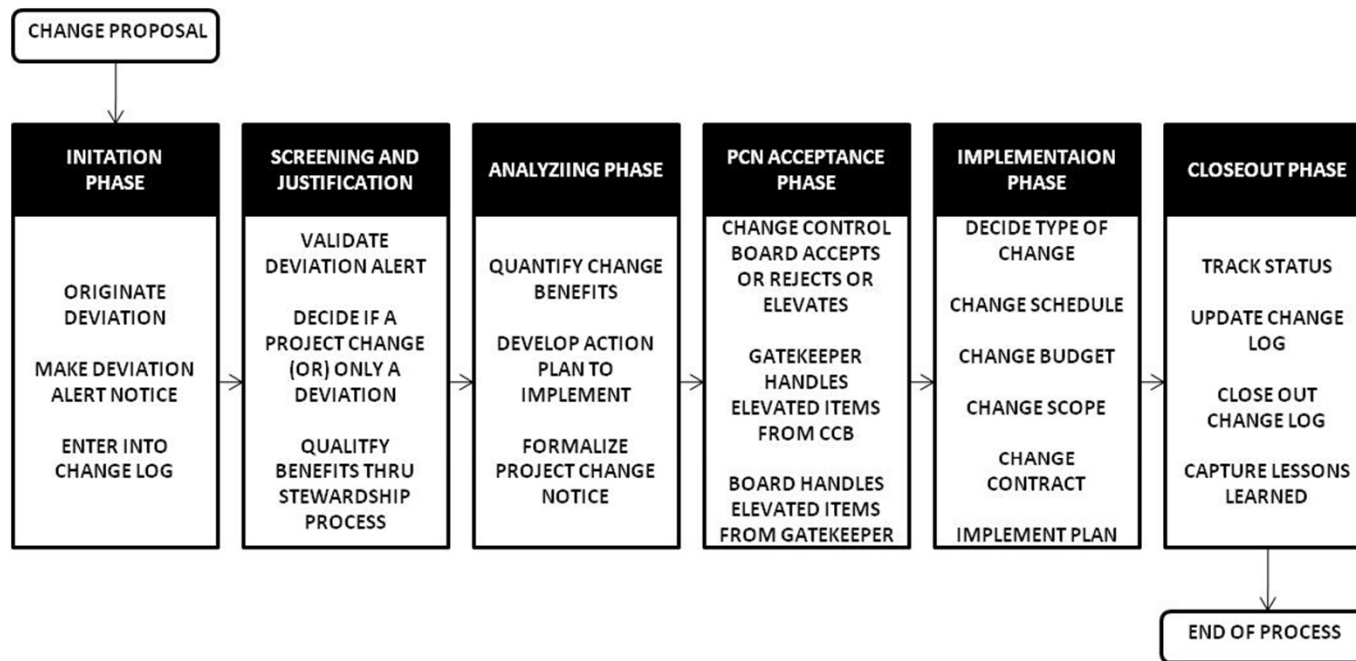 CHANGE PROPOSAL
INITATION
PHASE
ORIGINATE
DEVIATION
MAKE DEVIATION
ALERT NOTICE
ENTER INTO
CHANGE LOG
SCREENING AND
JUSTIFICATION
VALIDATE
DEVIATION ALERT
DECIDE IF A
PROJECT CHANGE
(OR) ONLY A
DEVIATION
QUALITFY
BENEFITS THRU
STEWARDSHIP
PROCESS
ANALYZIING PHASE
QUANTIFY CHANGE
BENEFITS
DEVELOP ACTION
PLAN TO
IMPLEMENT
FORMALIZE
PROJECT CHANGE
NOTICE
PCN ACCEPTANCE
PHASE
CHANGE CONTROL
BOARD ACCEPTS
OR REJECTS OR
ELEVATES
GATEKEEPER
HANDLES
ELEVATED ITEMS
FROM CCB
BOARD HANDLES
ELEVATED ITEMS
FROM GATEKEEPER
IMPLEMENTAION
PHASE
DECIDE TYPE OF
CHANGE
CHANGE SCHEDULE
CHANGE BUDGET
CHANGE SCOPE
CHANGE
CONTRACT
IMPLEMENT PLAN
CLOSEOUT PHASE
TRACK STATUS
UPDATE CHANGE
LOG
CLOSE OUT
CHANGE LOG
CAPTURE LESSONS
LEARNED
END OF PROCESS